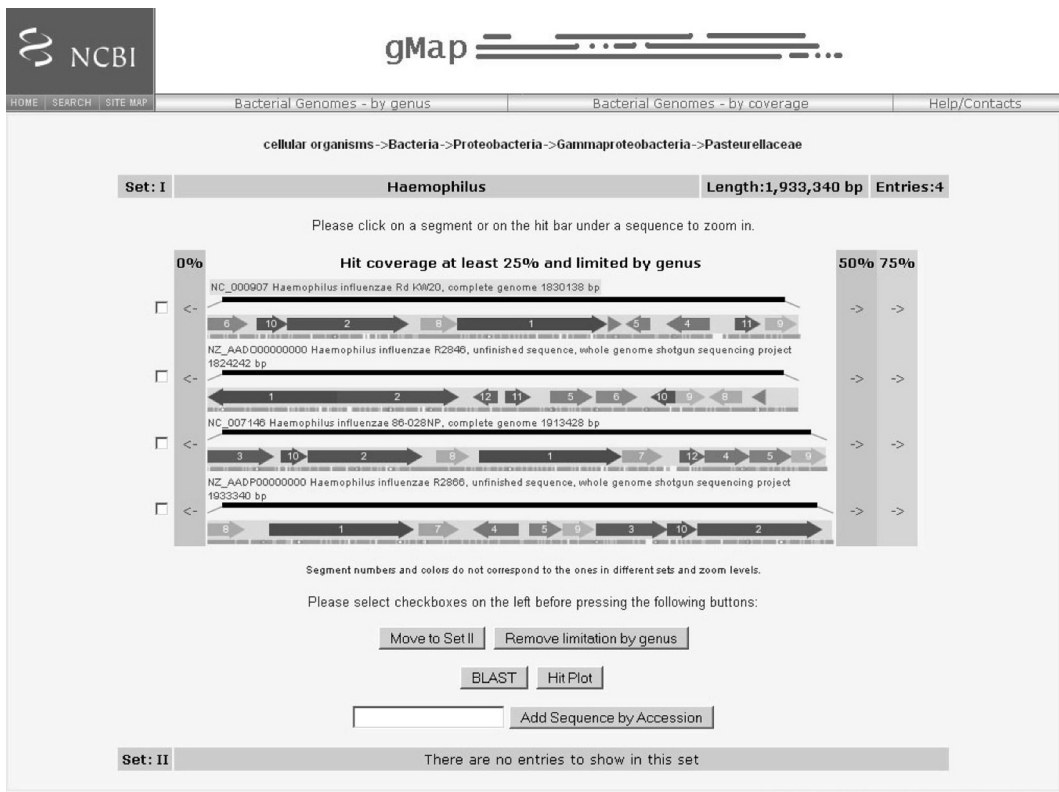 NCBI
gMap
HOME SEARCH SITE MAP Bacterial Genomes - by genus Bacterial Genomes - by coverage Help/Contacts
cellular organisms->Bacteria->Proteobacteria->Gammaproteobacteria->Pasteurellaceae
Set: I Haemophilus Length:1,933,340 bp Entries:4
Please click on a segment or on the hit bar under a sequence to zoom in.
0% Hit coverage at least 25% and limited by genus 50% 75%
NC_000907 Haemophilus influenzae Rd KW20, complete genome 1830138 bp
<- -> ->
6 10 2 8 1 5 4 11 9
NZ_AADO00000000 Haemophilus influenzae R2846, unfinished sequence, whole genome shotgun sequencing project
1824242 bp
<- -> ->
1 2 12 11 5 6 10 9 8
NC_007146 Haemophilus influenzae 86-028NP, complete genome 1913428 bp
<- -> ->
3 10 2 8 1 7 12 4 5 9
NZ_AADP00000000 Haemophilus influenzae R2866, unfinished sequence, whole genome shotgun sequencing project
1933340 bp
<- -> ->
8 1 7 4 5 9 3 10 2
Segment numbers and colors do not correspond to the ones in different sets and zoom levels.
Please select checkboxes on the left before pressing the following buttons:
Move to Set II Remove limitation by genus
BLAST Hit Plot
Add Sequence by Accession
Set: II There are no entries to show in this set